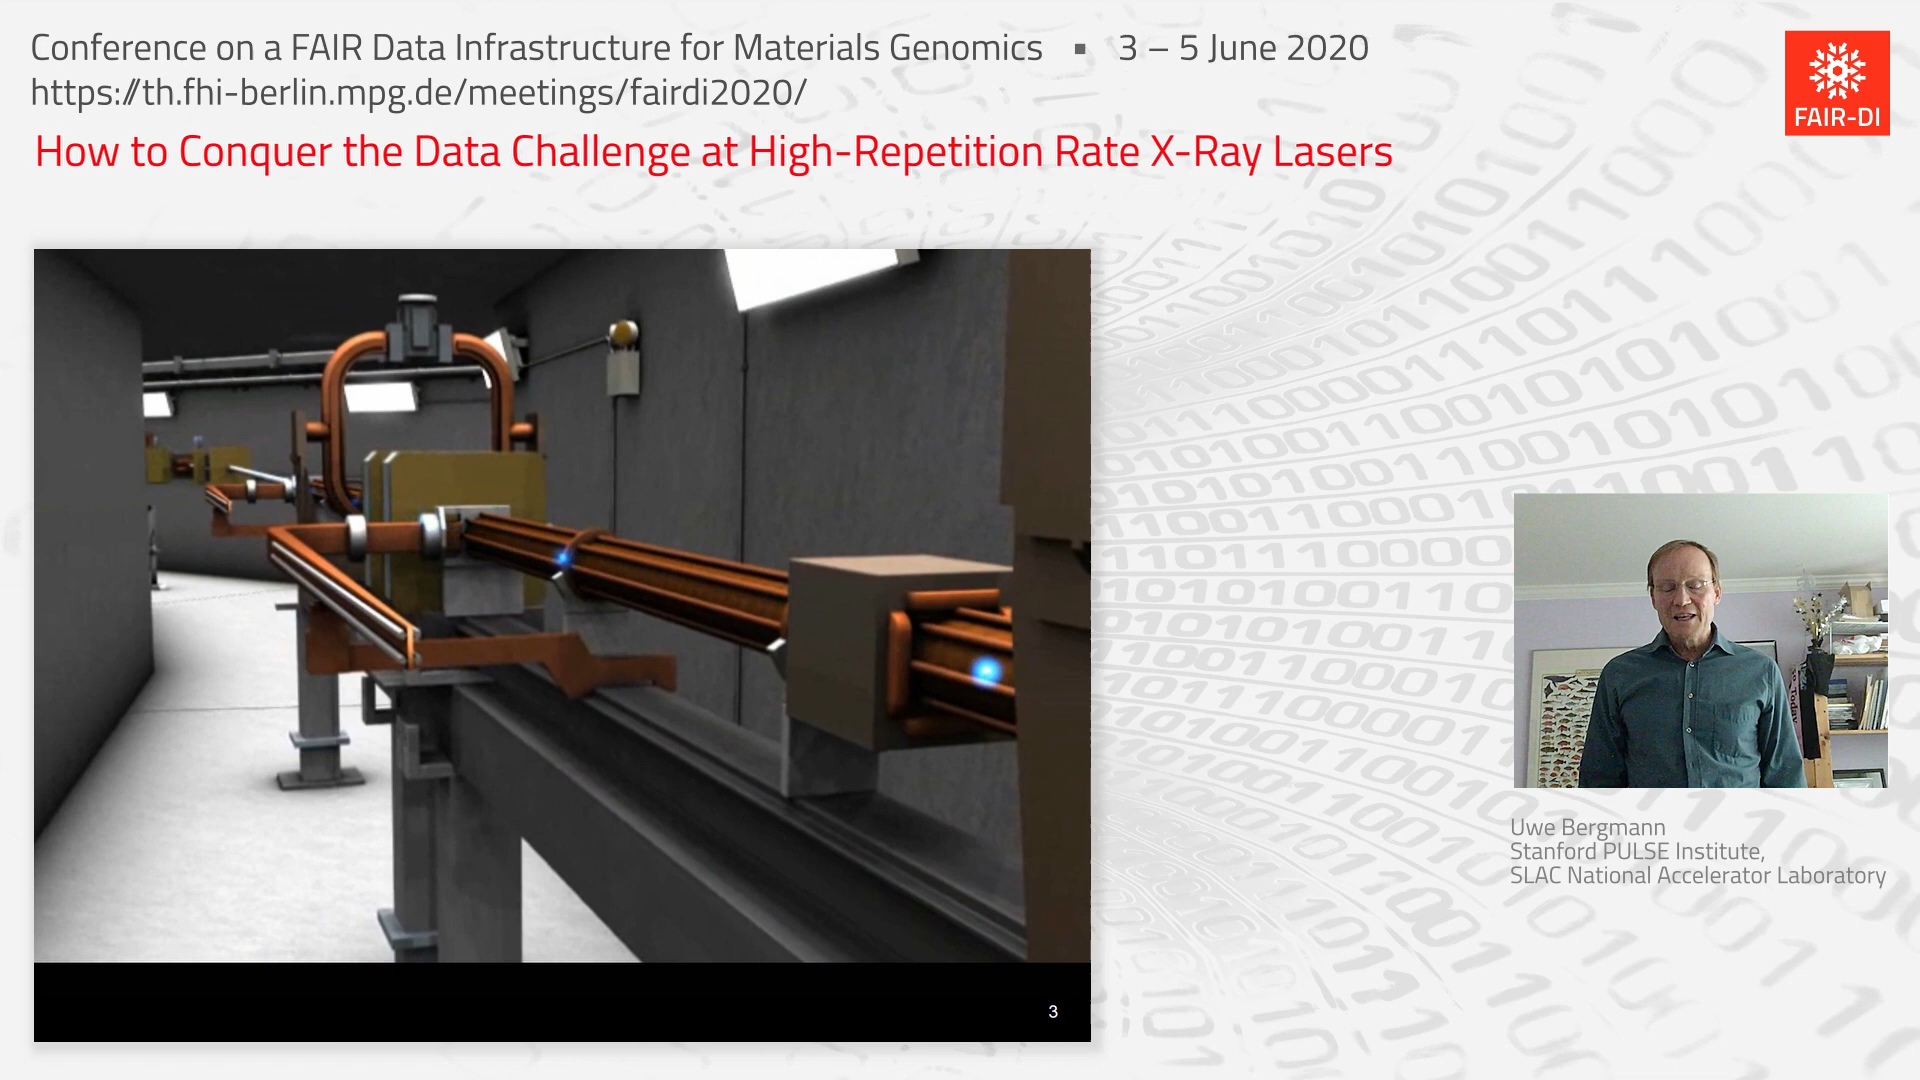 Conference on a FAIR Data Infrastructure for Materials Genomics ▪ 3 – 5 June 2020
https://th.fhi-berlin.mpg.de/meetings/fairdi2020/
FAIR-DI
How to Conquer the Data Challenge at High-Repetition Rate X-Ray Lasers
Uwe Bergmann
Stanford PULSE Institute,
SLAC National Accelerator Laboratory
3